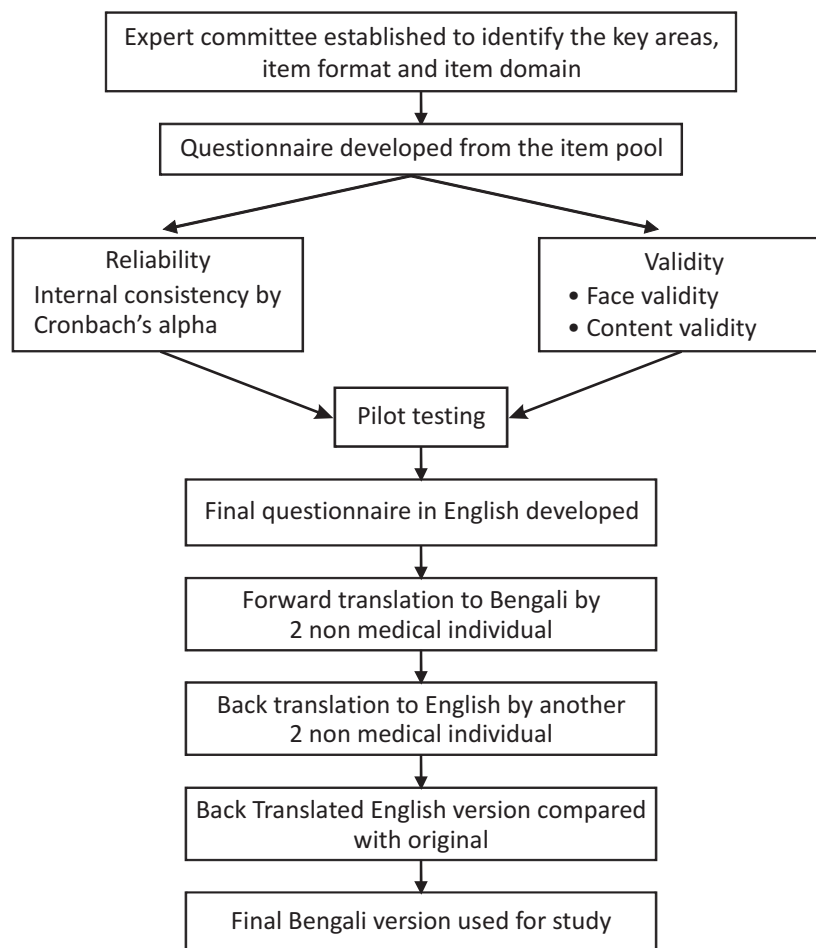 Expert committee established to identify the key areas,
item format and item domain
Questionnaire developed from the item pool
Reliability
Internal consistency by
Cronbach’s alpha
Validity
• Face validity
• Content validity
Pilot testing
Final questionnaire in English developed
Forward translation to Bengali by
2 non medical individual
Back translation to English by another
2 non medical individual
Back Translated English version compared
with original
Final Bengali version used for study